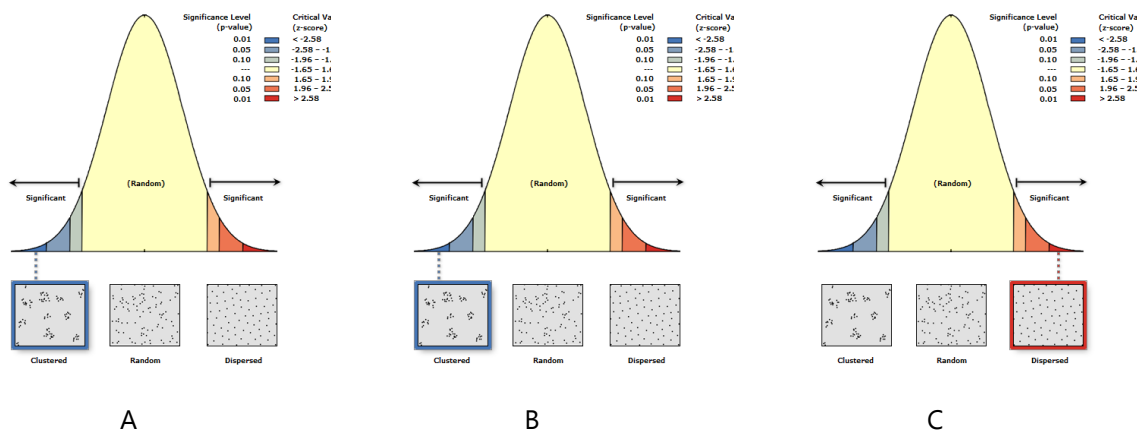 Significance Level
(p-value)
Critical Va
(z-score)
0.01 < -2.58
0.05 -2.58 – -1.
0.10 -1.96 – -1.
--- -1.65 – 1.6
0.10 1.65 – 1.9
0.05 1.96 – 2.5
0.01 > 2.58
(Random)
Significant
Significant
Clustered
Random
Dispersed
A
Significance Level
(p-value)
Critical Va
(z-score)
0.01 < -2.58
0.05 -2.58 – -1.
0.10 -1.96 – -1.
--- -1.65 – 1.6
0.10 1.65 – 1.9
0.05 1.96 – 2.5
0.01 > 2.58
(Random)
Significant
Significant
Clustered
Random
Dispersed
B
Significance Level
(p-value)
Critical Va
(z-score)
0.01 < -2.58
0.05 -2.58 – -1.
0.10 -1.96 – -1.
--- -1.65 – 1.6
0.10 1.65 – 1.9
0.05 1.96 – 2.5
0.01 > 2.58
(Random)
Significant
Significant
Clustered
Random
Dispersed
C